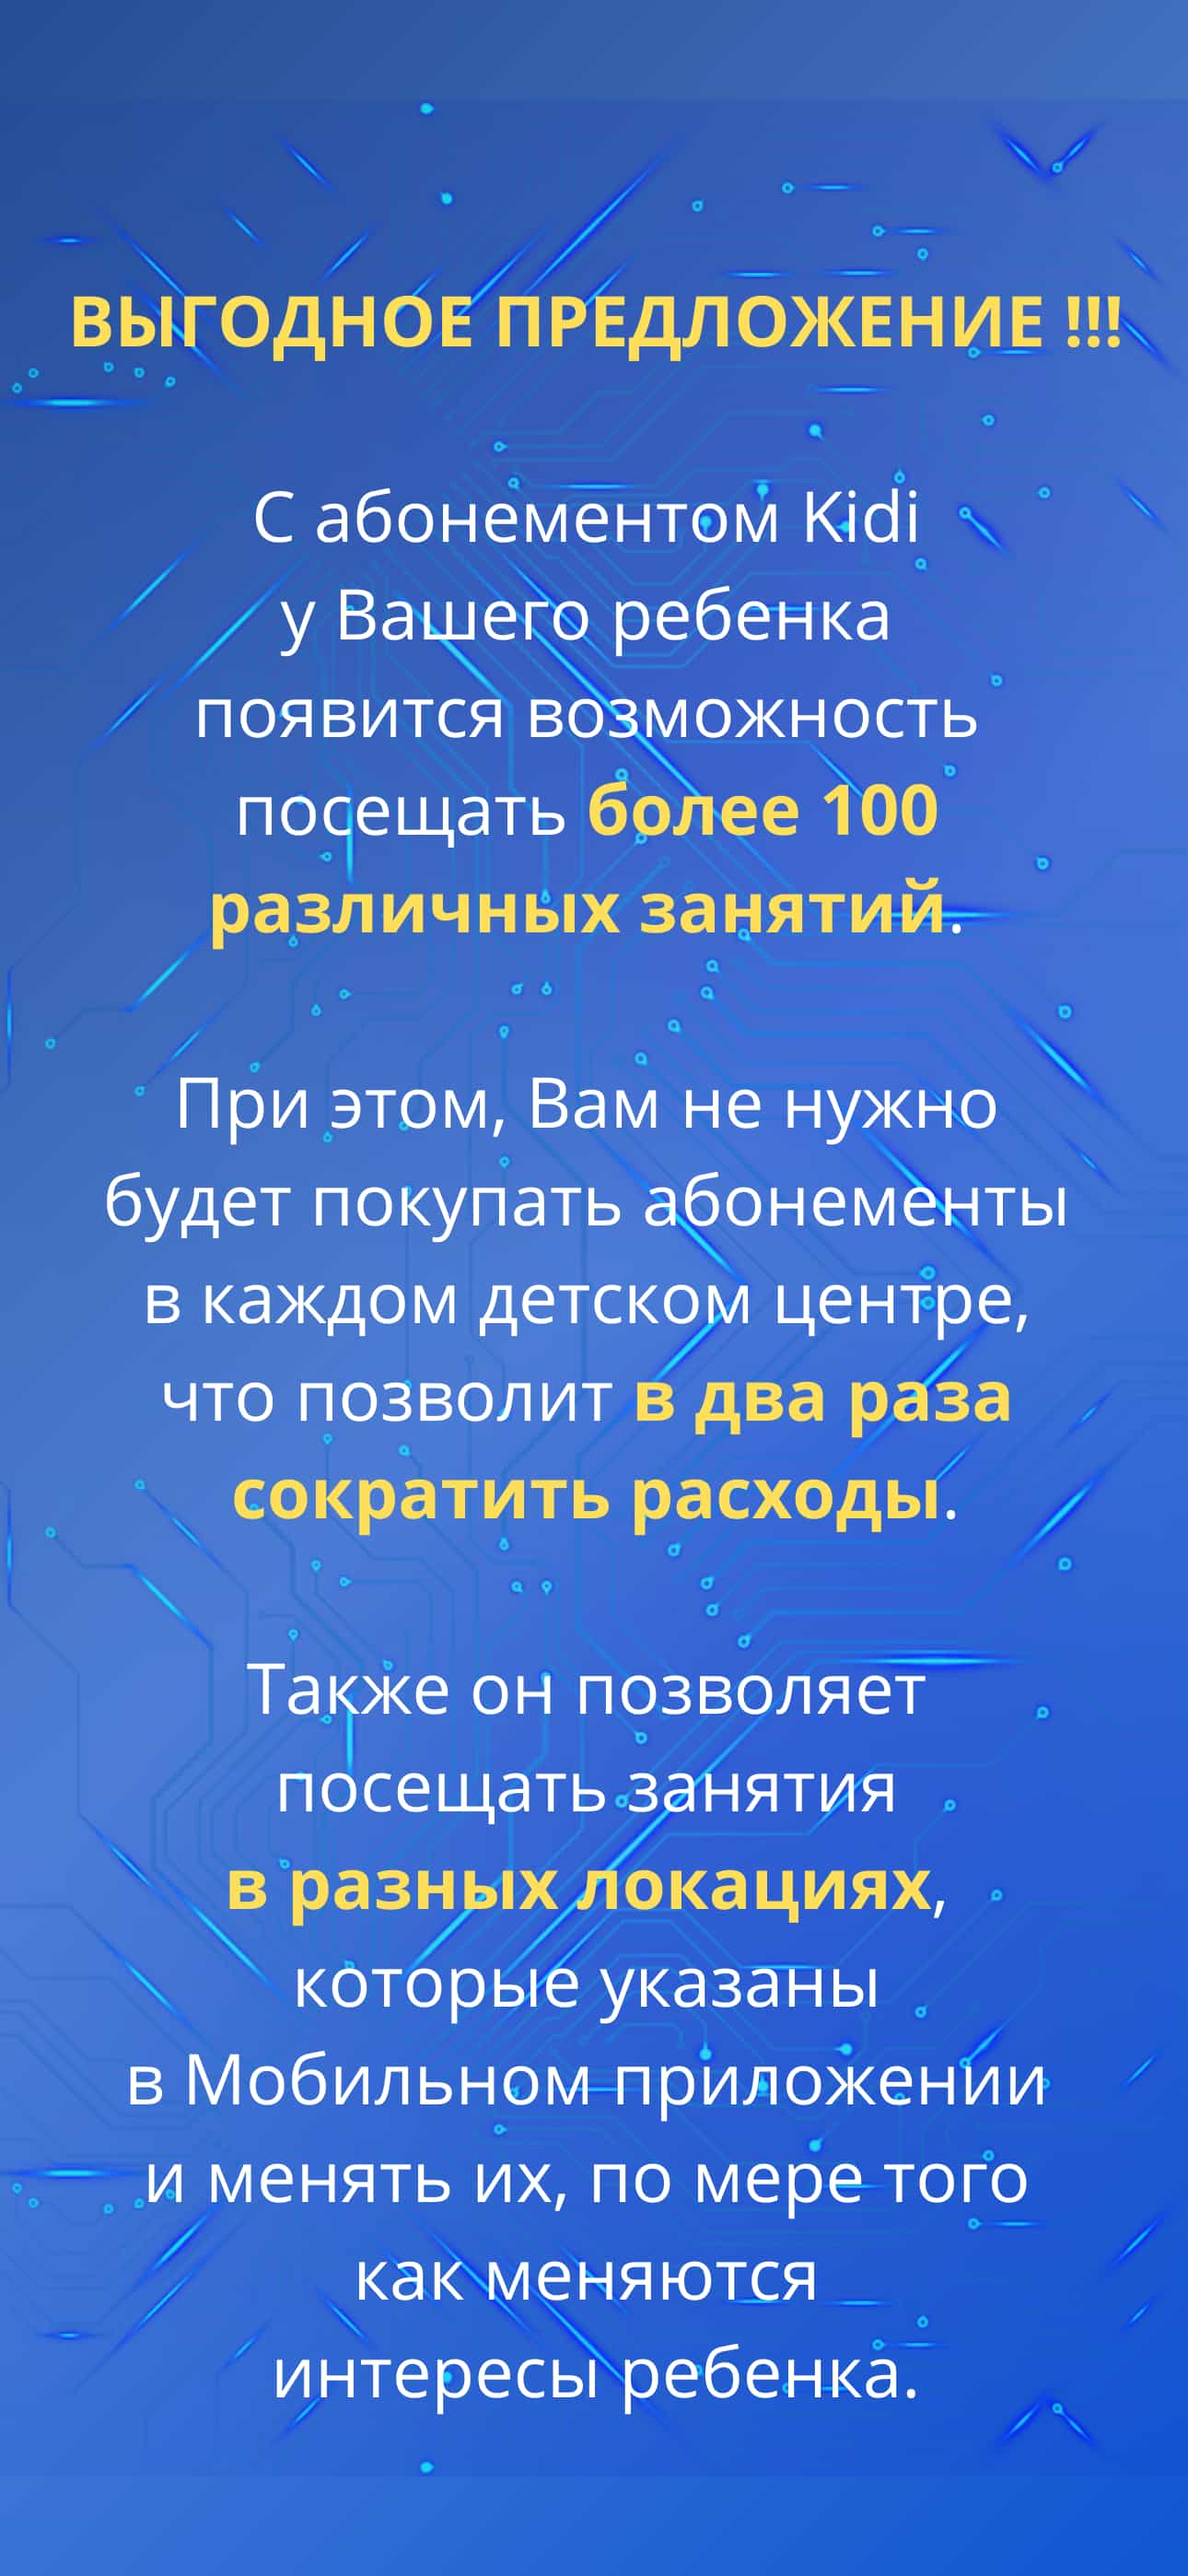 ВЫГОДНОЕ ПРЕДЛОЖЕНИЕ !!!
С абонементом Kidi
у Вашего ребенка
появится возможность
посещать более 100
различных занятий.
При этом, Вам не нужно
будет покупать абонементы
в каждом детском центре,
что позволит в два раза
сократить расходы.
Также он позволяет
посещать занятия
в разных локациях,
которые указаны
в Мобильном приложении
и менять их, по мере того
как меняются
интересы ребенка.